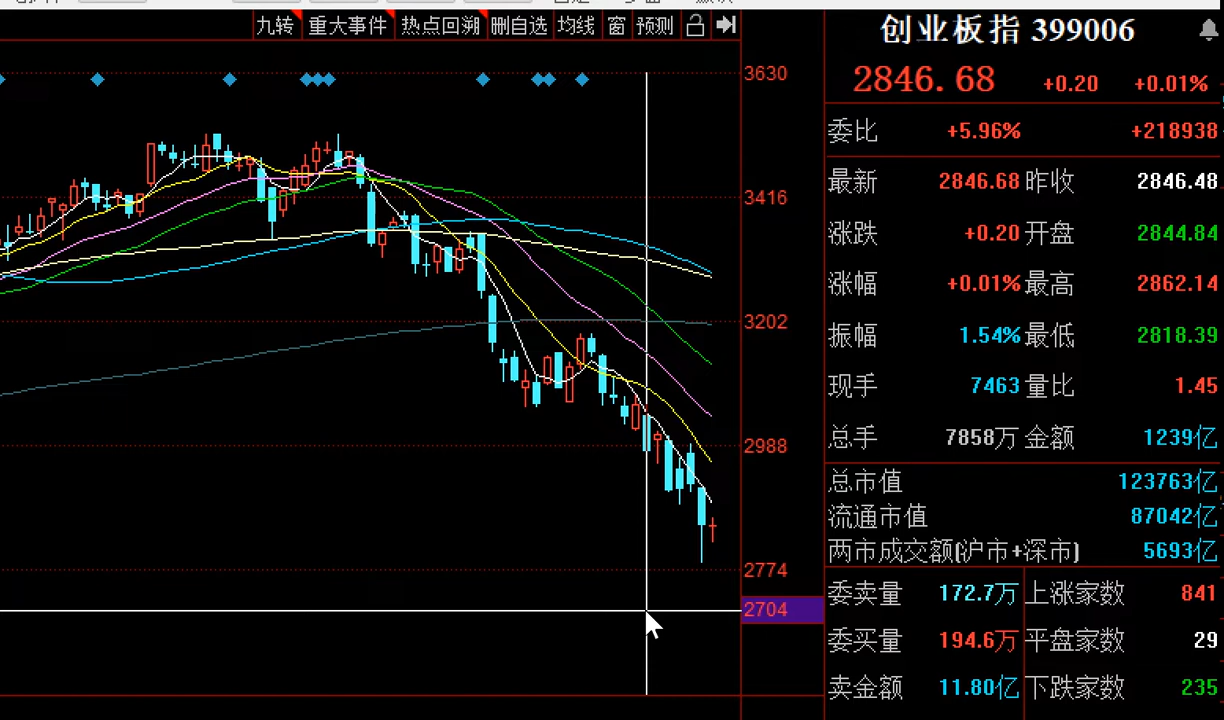 九转 重大事件 热点回溯 删自选 均线 窗 预测
创业板指 399006
2846.68 +0.20 +0.01%
3630
委比 +5.96% +218938
最新 2846.68 昨收 2846.48
3416
涨跌 +0.20 开盘 2844.84
涨幅 +0.01% 最高 2862.14
3202
振幅 1.54% 最低 2818.39
现手 7463 量比 1.45
总手 7858万 金额 1239亿
2988
总市值 123763亿
流通市值 87042亿
两市成交额(沪市+深市) 5693亿
2774
委卖量 172.7万 上涨家数 841
2704
委买量 194.6万 平盘家数 29
卖金额 11.80亿 下跌家数 235